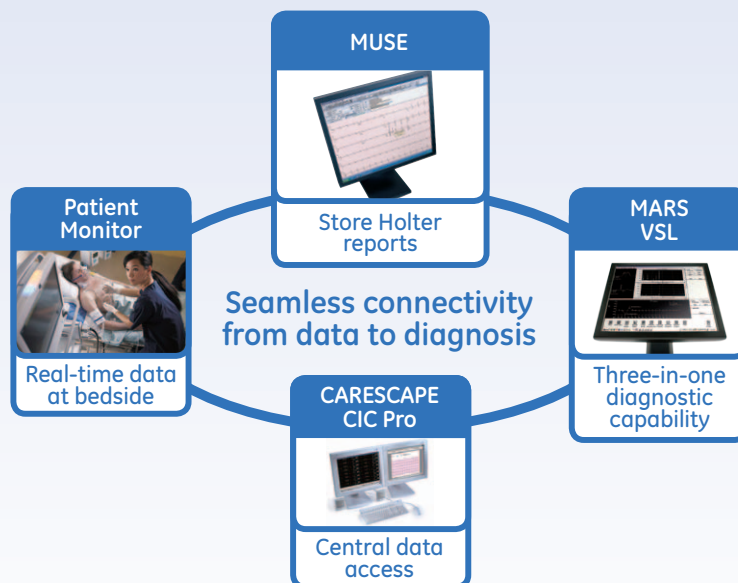 MUSE
Store Holter
reports
Patient
Monitor
Real-time data
at bedside
Seamless connectivity
from data to diagnosis
MARS
VSL
Three-in-one
diagnostic
capability
CARESCAPE
CIC Pro
Central data
access